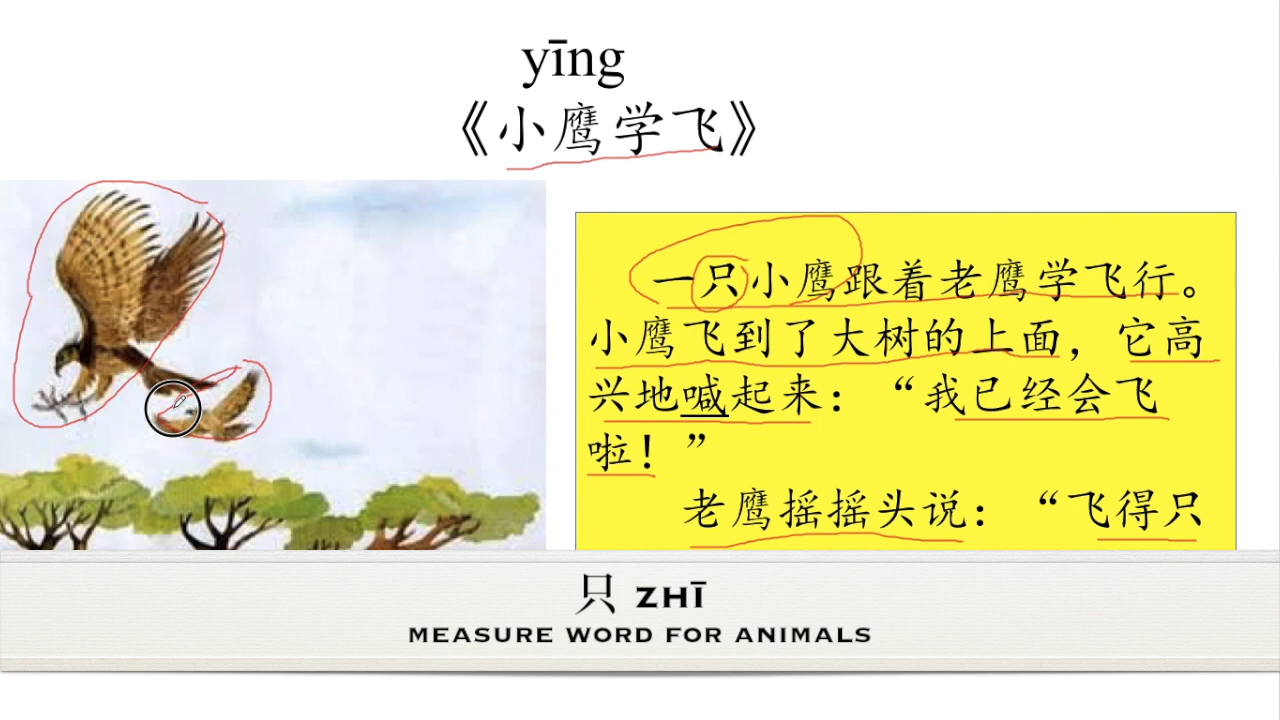 yīng
《小鹰学飞》
一只小鹰跟着老鹰学飞行。
小鹰飞到了大树的上面，它高
兴地喊起来：“我已经会飞
啦！”
老鹰摇摇头说：“飞得只
只 ZHĪ
MEASURE WORD FOR ANIMALS